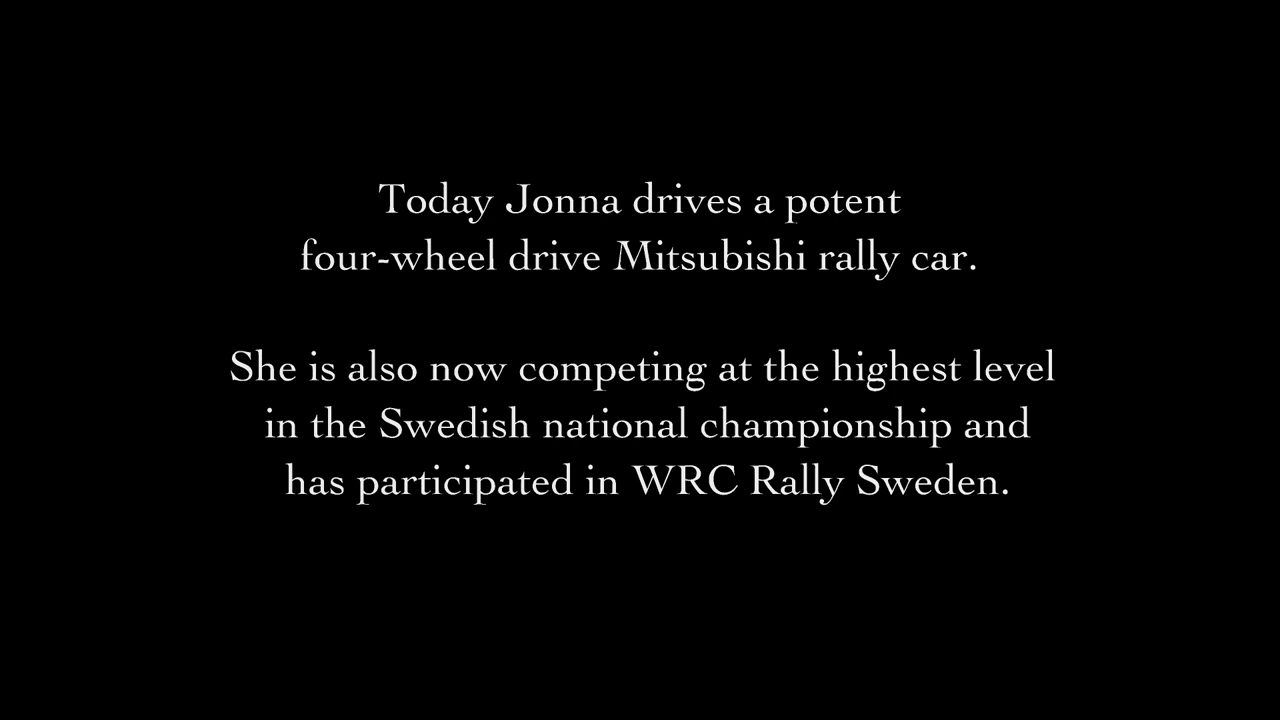 Today Jonna drives a potent
four-wheel drive Mitsubishi rally car.
She is also now competing at the highest level
in the Swedish national championship and
has participated in WRC Rally Sweden.